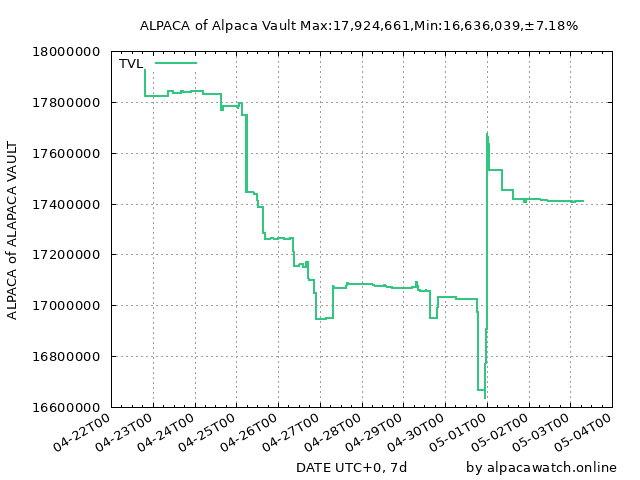 ALPACA of Alpaca Vault Max:17,924,661,Min:16,636,039,±7.18%
TVL
18000000
17800000
17600000
17400000
17200000
17000000
16800000
16600000
ALPACA of ALAPACA VAULT
04-22T00
04-23T00
04-24T00
04-25T00
04-26T00
04-27T00
04-28T00
04-29T00
04-30T00
05-01T00
05-02T00
05-03T00
05-04T00
DATE UTC+0, 7d
by alpacawatch.online